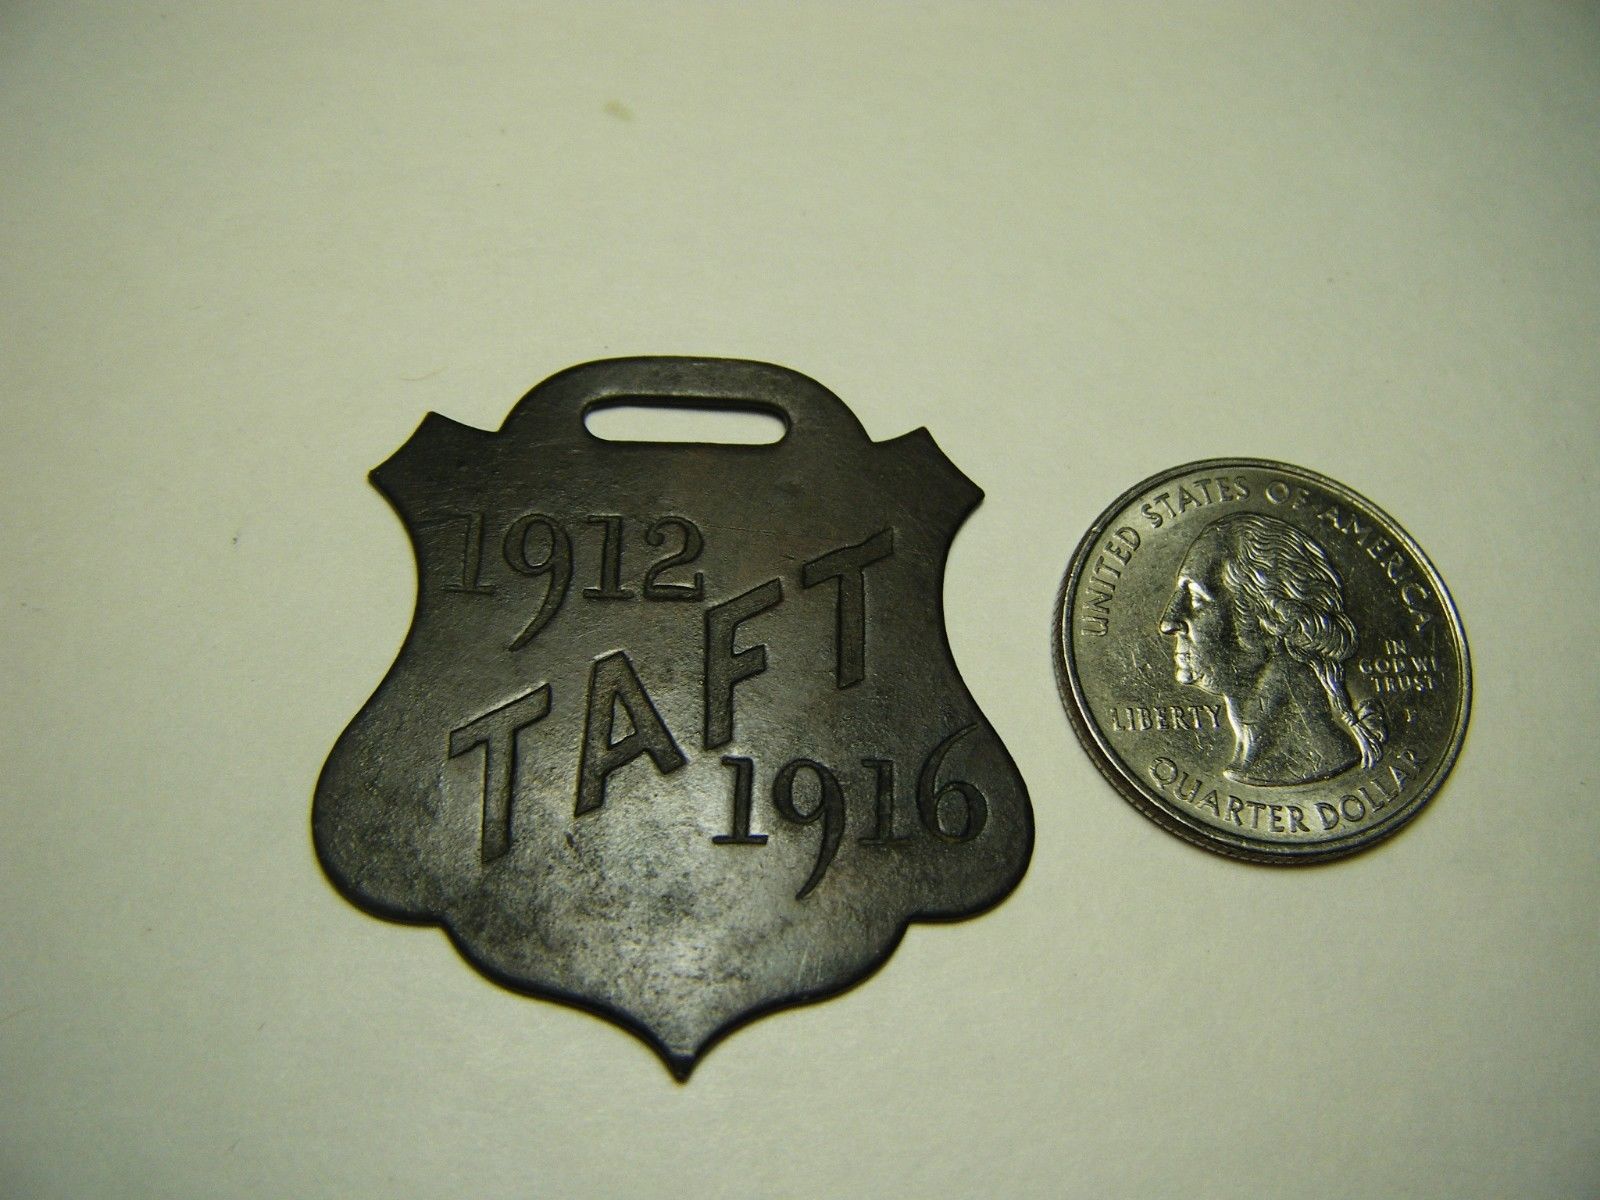 1912
TAFT
1916
UNITED STATES OF AMERICA
IN
GOD WE
TRUST
LIBERTY
P
QUARTER DOLLAR